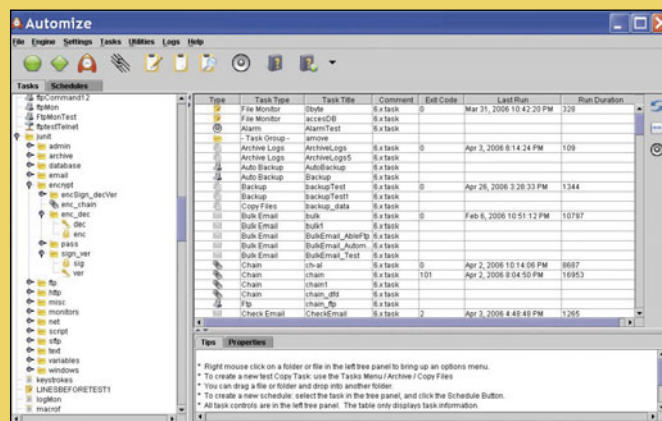 Automize
File Engine Settings Tasks Utilities Logs Help
Tasks Schedules
ftpCommand12
ftpMon
FtpMonTest
ftptestTelnet
junit
admin
archive
database
email
encrypt
encSign_decVer
enc_chain
enc_dec
dec
enc
pass
sign_ver
sig
ver
ftp
http
misc
monitors
net
script
sftp
text
variables
windows
keystrokes
LINESBEFORETEST1
logMon
macrof
Type Task Type Task Title Comment Exit Code Last Run Run Duration
File Monitor 0byte 6.x task 0 Mar 31, 2006 10:42:20 PM 328
File Monitor accesDB 6.x task
Alarm AlarmTest 6.x task
- Task Group - amove
Archive Logs ArchiveLogs 6.x task 0 Apr 3, 2006 6:14:24 PM 109
Archive Logs ArchiveLogs5 6.x task
Auto Backup AutoBackup 6.x task
Auto Backup Backup 6.x task
Backup backupTest 6.x task 0 Apr 26, 2006 3:28:33 PM 1344
Backup backupTest1 6.x task
Copy Files backup_data 6.x task
Bulk Email bulk 6.x task 0 Feb 6, 2006 10:51:12 PM 10797
Bulk Email bulk1 6.x task
Bulk Email BulkEmail_AbleFtp 6.x task
Bulk Email BulkEmail_Autom... 6.x task
Bulk Email BulkEmail_Test 6.x task
Chain ch-al 6.x task 0 Apr 2, 2006 10:14:06 PM 8687
Chain chain 6.x task 101 Apr 2, 2006 8:04:50 PM 16953
Chain chain1 6.x task
Chain chain_dfd 6.x task
Ftp chain_ftp 6.x task
Check Email CheckEmail 6.x task 2 Apr 3, 2006 4:48:48 PM 1265
Tips Properties
* Right mouse click on a folder or file in the left tree panel to bring up an options menu.
* To create a new test Copy Task: use the Tasks Menu / Archive / Copy Files
* You can drag a file or folder and drop into another folder.
* To create a new schedule: select the task in the tree panel, and click the Schedule Button.
* All task controls are in the left tree panel. The table only displays task information.